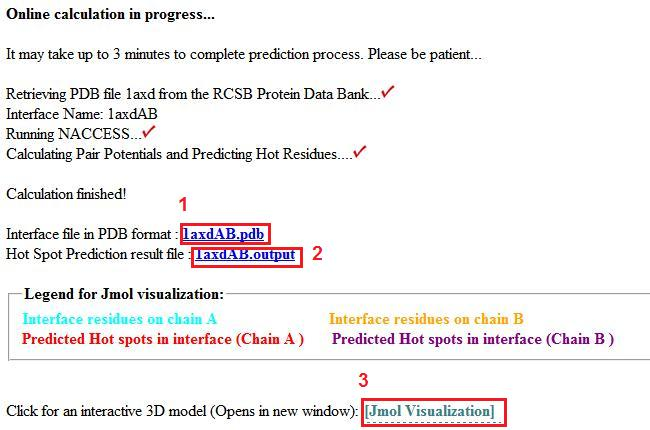 Online calculation in progress...
It may take up to 3 minutes to complete prediction process. Please be patient...
Retrieving PDB file 1axd from the RCSB Protein Data Bank...✓
Interface Name: 1axdAB
Running NACCESS...✓
Calculating Pair Potentials and Predicting Hot Residues....✓
Calculation finished!
1
Interface file in PDB format : 1axdAB.pdb
Hot Spot Prediction result file : 1axdAB.output 2
Legend for Jmol visualization:
Interface residues on chain A Interface residues on chain B
Predicted Hot spots in interface (Chain A ) Predicted Hot spots in interface (Chain B )
3
Click for an interactive 3D model (Opens in new window): [Jmol Visualization]